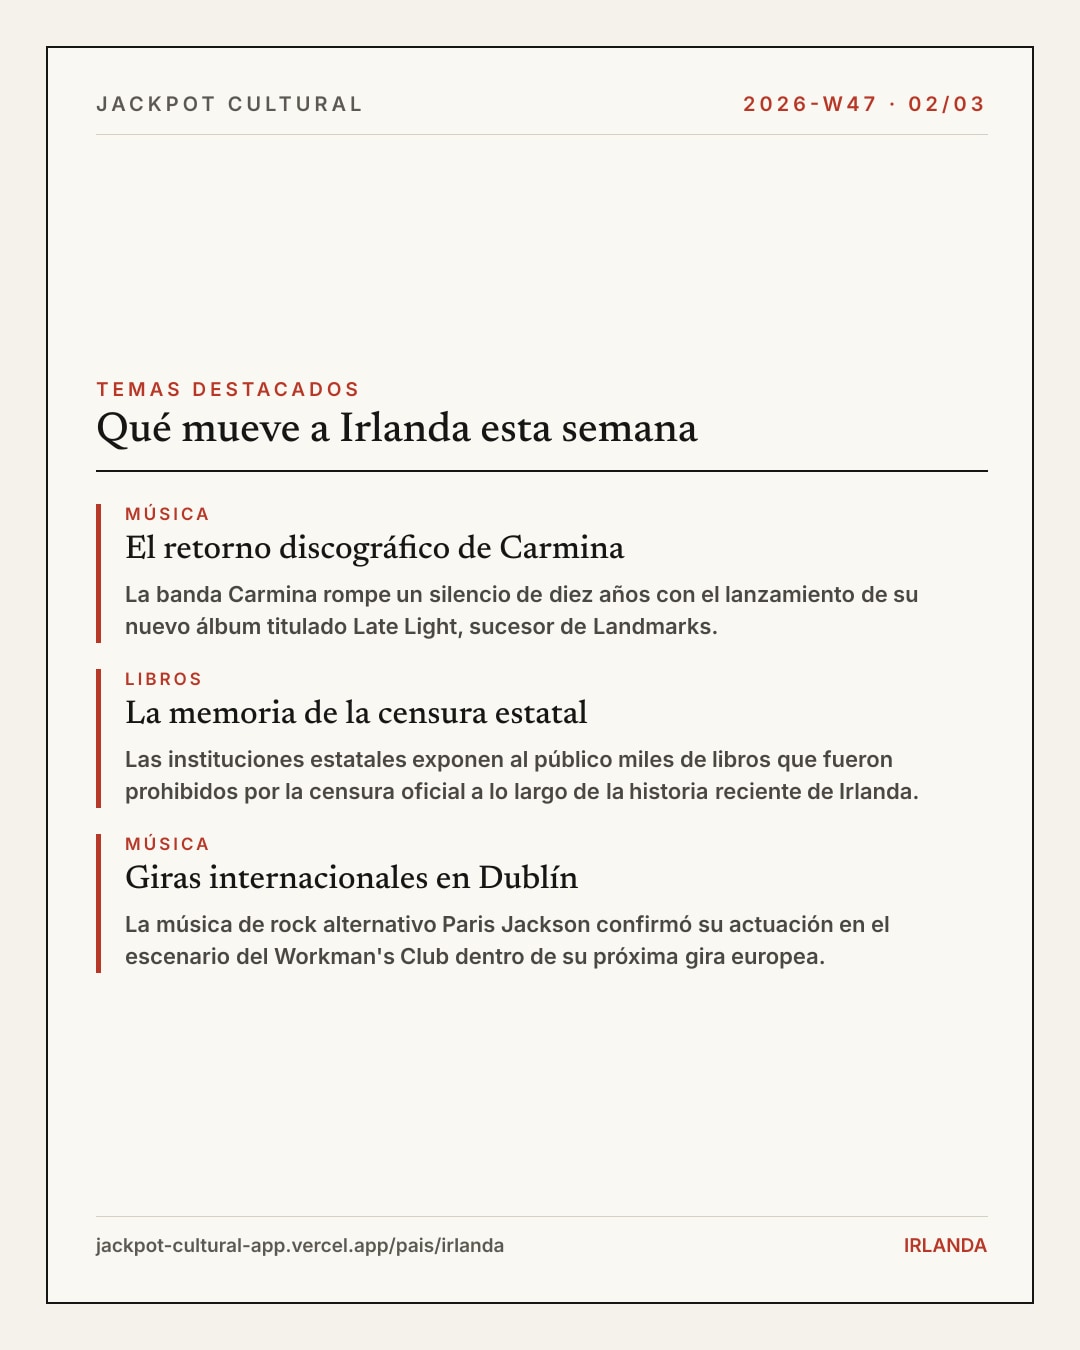 JACKPOT CULTURAL
2026-W47 · 02/03
TEMAS DESTACADOS
Qué mueve a Irlanda esta semana
MÚSICA
El retorno discográfico de Carmina
La banda Carmina rompe un silencio de diez años con el lanzamiento de su
nuevo álbum titulado Late Light, sucesor de Landmarks.
LIBROS
La memoria de la censura estatal
Las instituciones estatales exponen al público miles de libros que fueron
prohibidos por la censura oficial a lo largo de la historia reciente de Irlanda.
MÚSICA
Giras internacionales en Dublín
La música de rock alternativo Paris Jackson confirmó su actuación en el
escenario del Workman's Club dentro de su próxima gira europea.
jackpot-cultural-app.vercel.app/pais/irlanda
IRLANDA